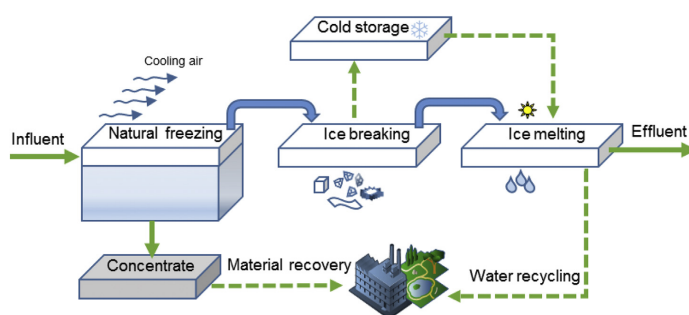 Cold storage
Cooling air
Influent
Natural freezing
Ice breaking
Ice melting
Effluent
Concentrate
Material recovery
Water recycling